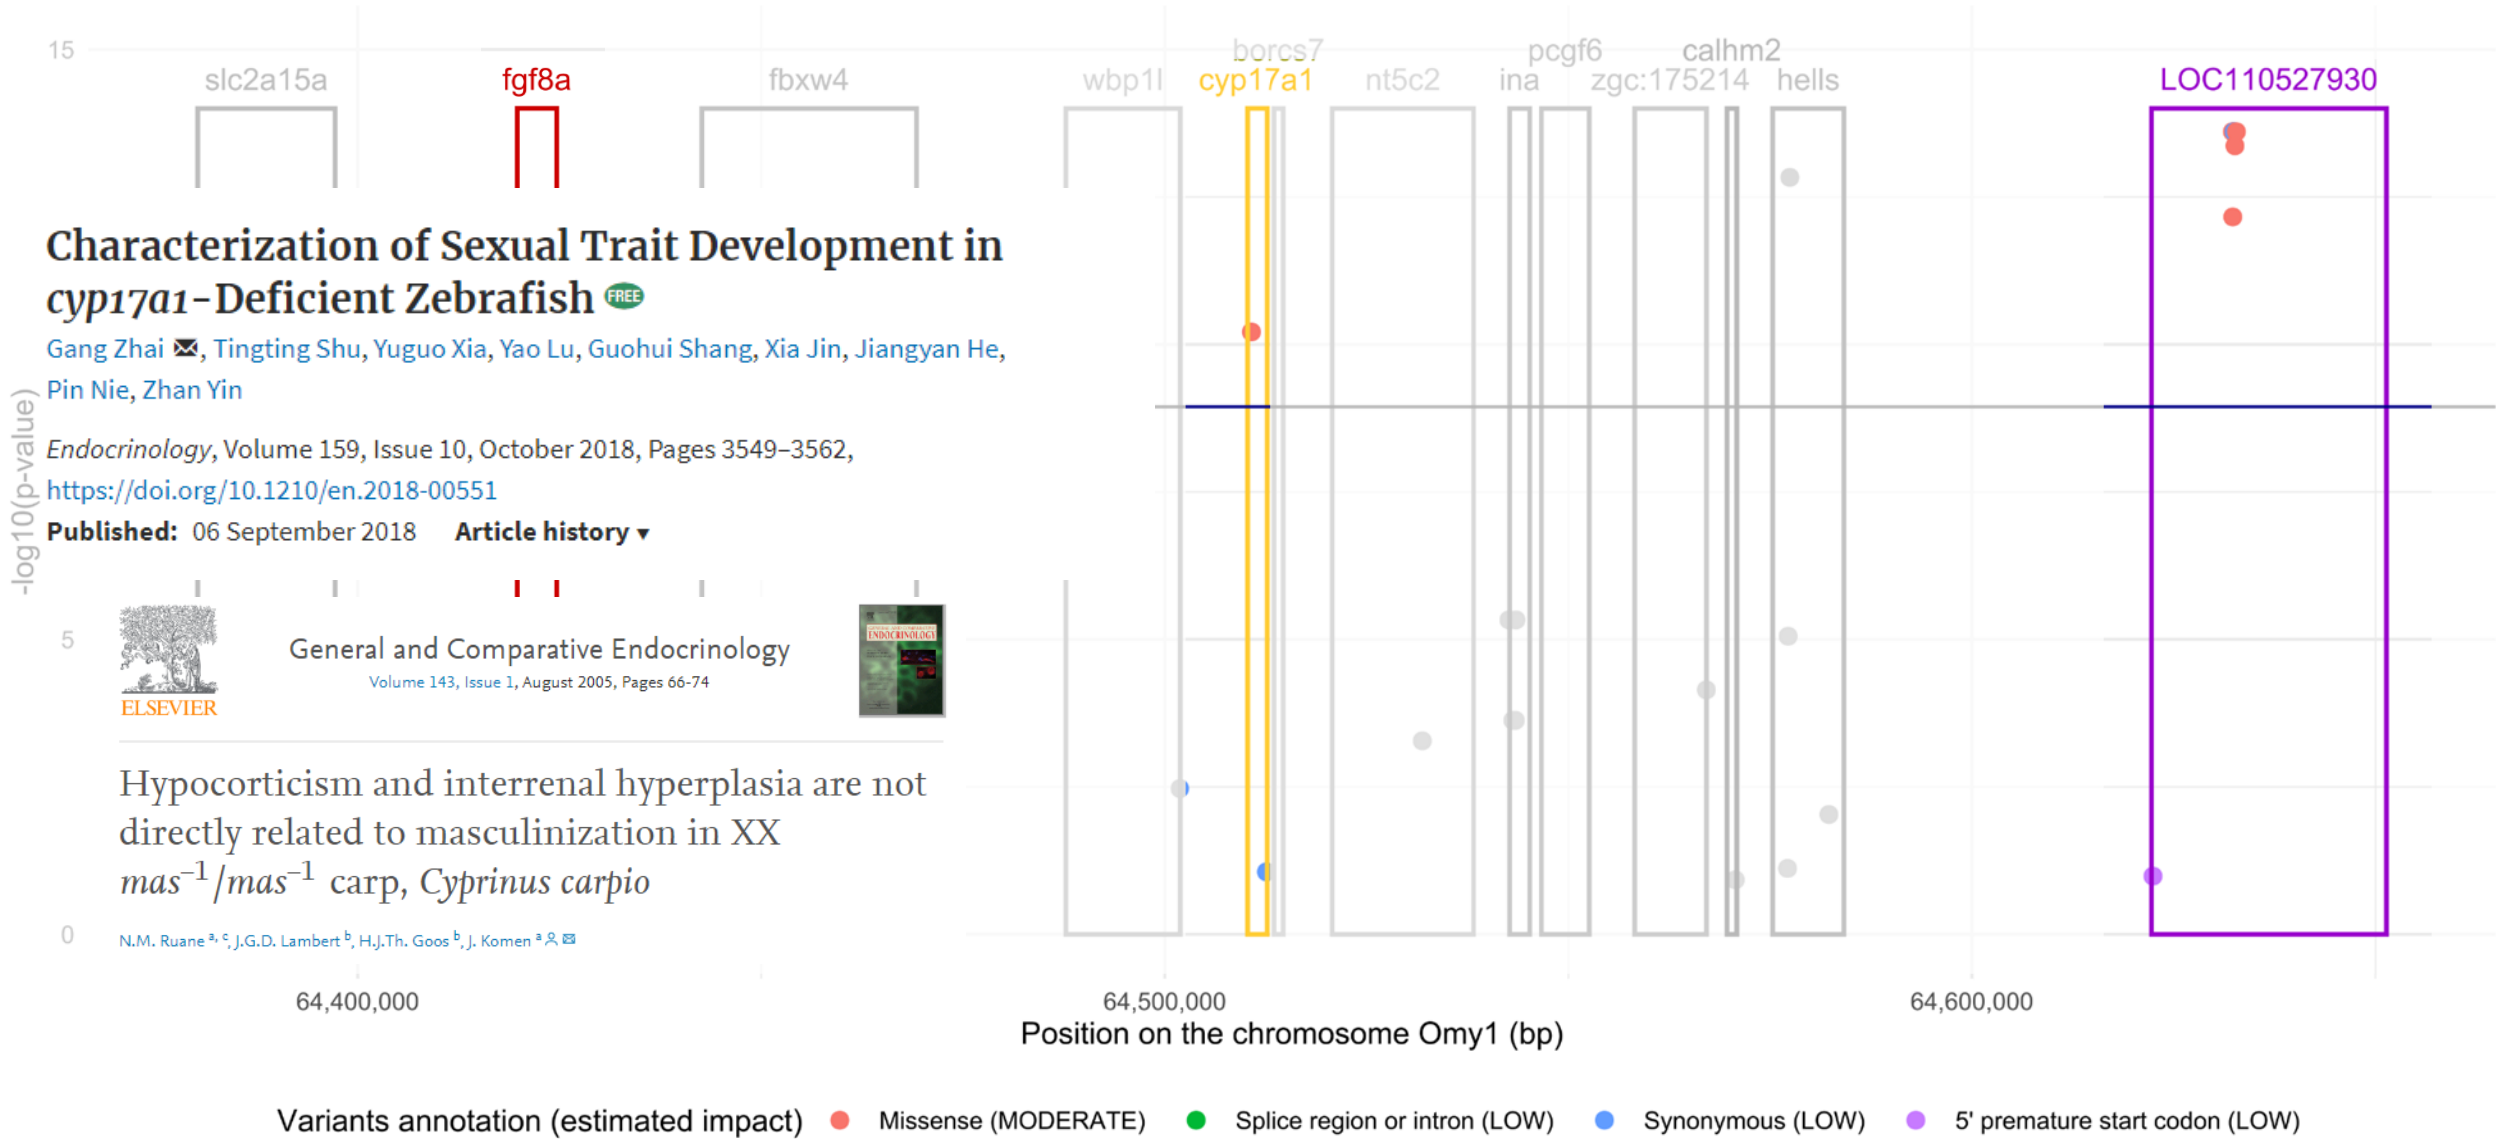 15
slc2a15a
fgf8a
fbxw4
wbp1l
borcs7
cyp17a1
nt5c2
ina
pcgf6
zgc:175214
calhm2
hells
LOC110527930
Characterization of Sexual Trait Development in
cyp17a1-Deficient Zebrafish FREE
Gang Zhai, Tingting Shu, Yuguo Xia, Yao Lu, Guohui Shang, Xia Jin, Jiangyan He,
Pin Nie, Zhan Yin
Endocrinology, Volume 159, Issue 10, October 2018, Pages 3549–3562,
https://doi.org/10.1210/en.2018-00551
Published: 06 September 2018 Article history ▾
-log10(p-value)
5
ELSEVIER
General and Comparative Endocrinology
Volume 143, Issue 1, August 2005, Pages 66-74
ENDOCRINOLOGY
Hypocorticism and interrenal hyperplasia are not
directly related to masculinization in XX
mas⁻¹/mas⁻¹ carp, Cyprinus carpio
0
N.M. Ruane ᵃ, ᶜ, J.G.D. Lambert ᵇ, H.J.Th. Goos ᵇ, J. Komen ᵃ
64,400,000
64,500,000
64,600,000
Position on the chromosome Omy1 (bp)
Variants annotation (estimated impact) Missense (MODERATE) Splice region or intron (LOW) Synonymous (LOW) 5' premature start codon (LOW)